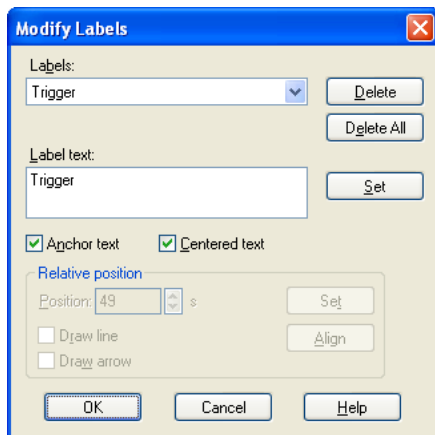 Modify Labels
Labels:
Trigger
Delete
Delete All
Label text:
Trigger
Set
Anchor text
Centered text
Relative position
Position: 49 s
Set
Draw line
Align
Draw arrow
OK
Cancel
Help